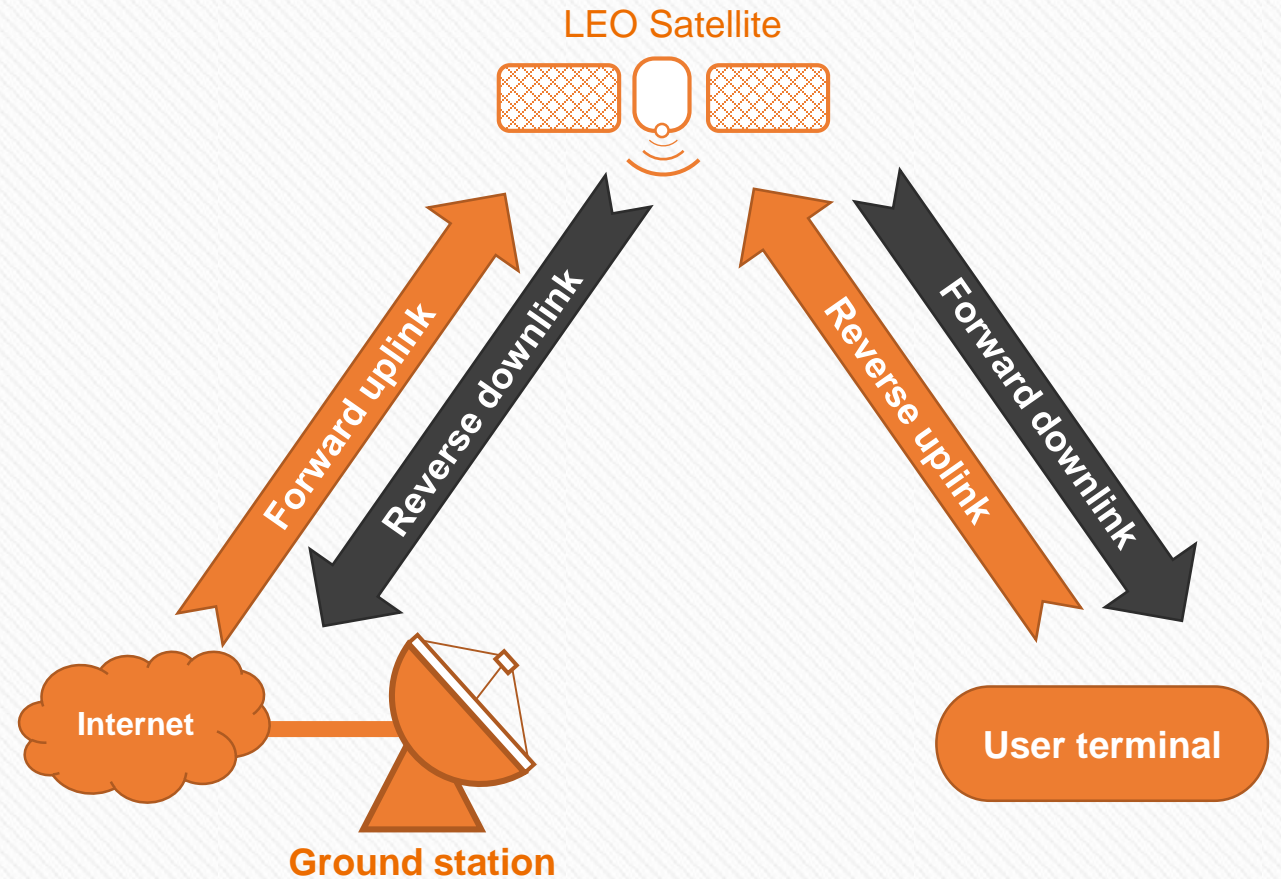 LEO Satellite
Forward uplink
Reverse downlink
Reverse uplink
Forward downlink
Internet
User terminal
Ground station